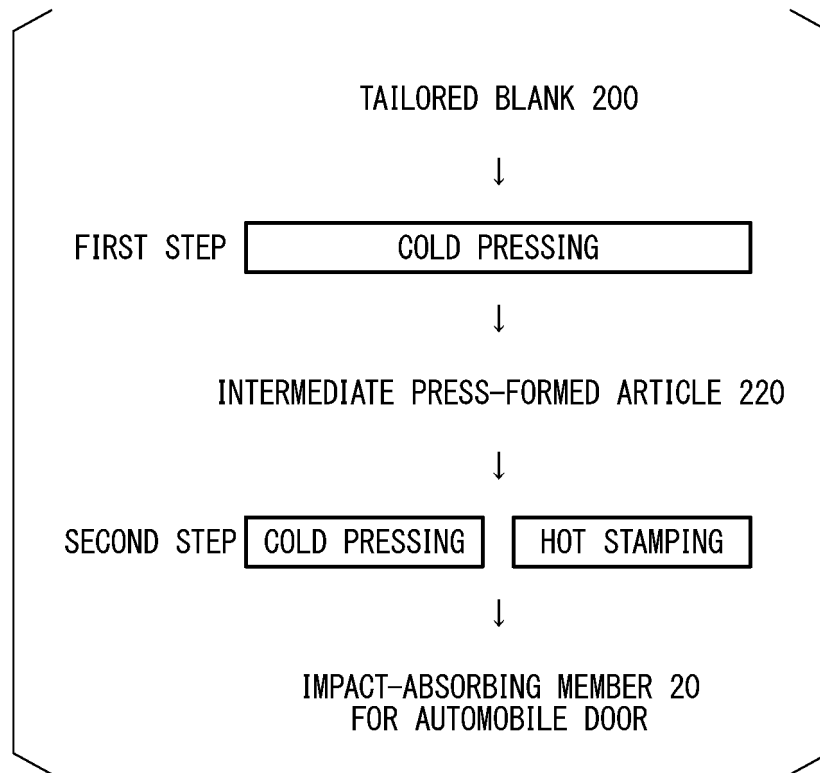 TAILORED BLANK 200
↓
FIRST STEP COLD PRESSING
↓
INTERMEDIATE PRESS-FORMED ARTICLE 220
↓
SECOND STEP COLD PRESSING HOT STAMPING
↓
IMPACT-ABSORBING MEMBER 20
FOR AUTOMOBILE DOOR